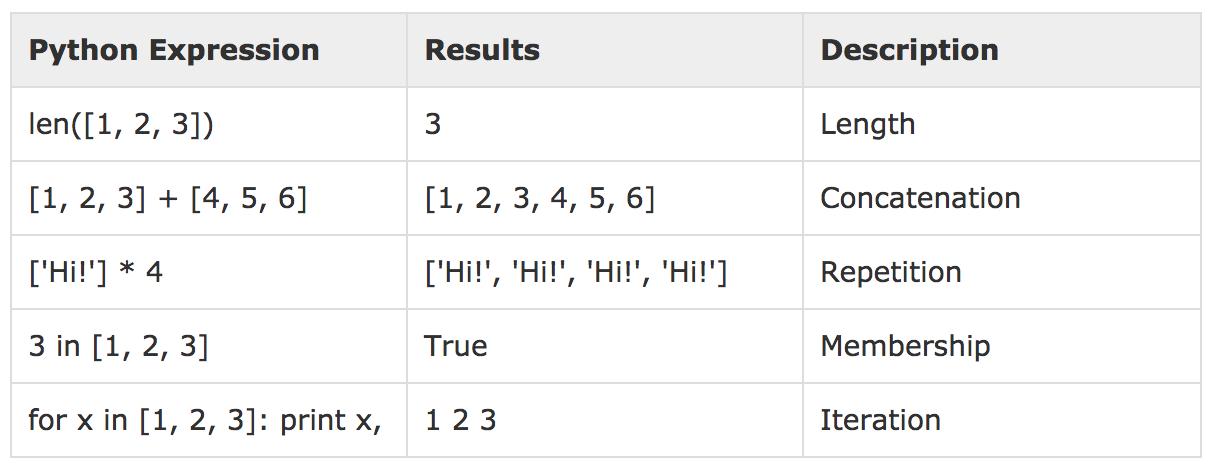 Python Expression Results Description
len([1, 2, 3]) 3 Length
[1, 2, 3] + [4, 5, 6] [1, 2, 3, 4, 5, 6] Concatenation
['Hi!'] * 4 ['Hi!', 'Hi!', 'Hi!', 'Hi!'] Repetition
3 in [1, 2, 3] True Membership
for x in [1, 2, 3]: print x, 1 2 3 Iteration